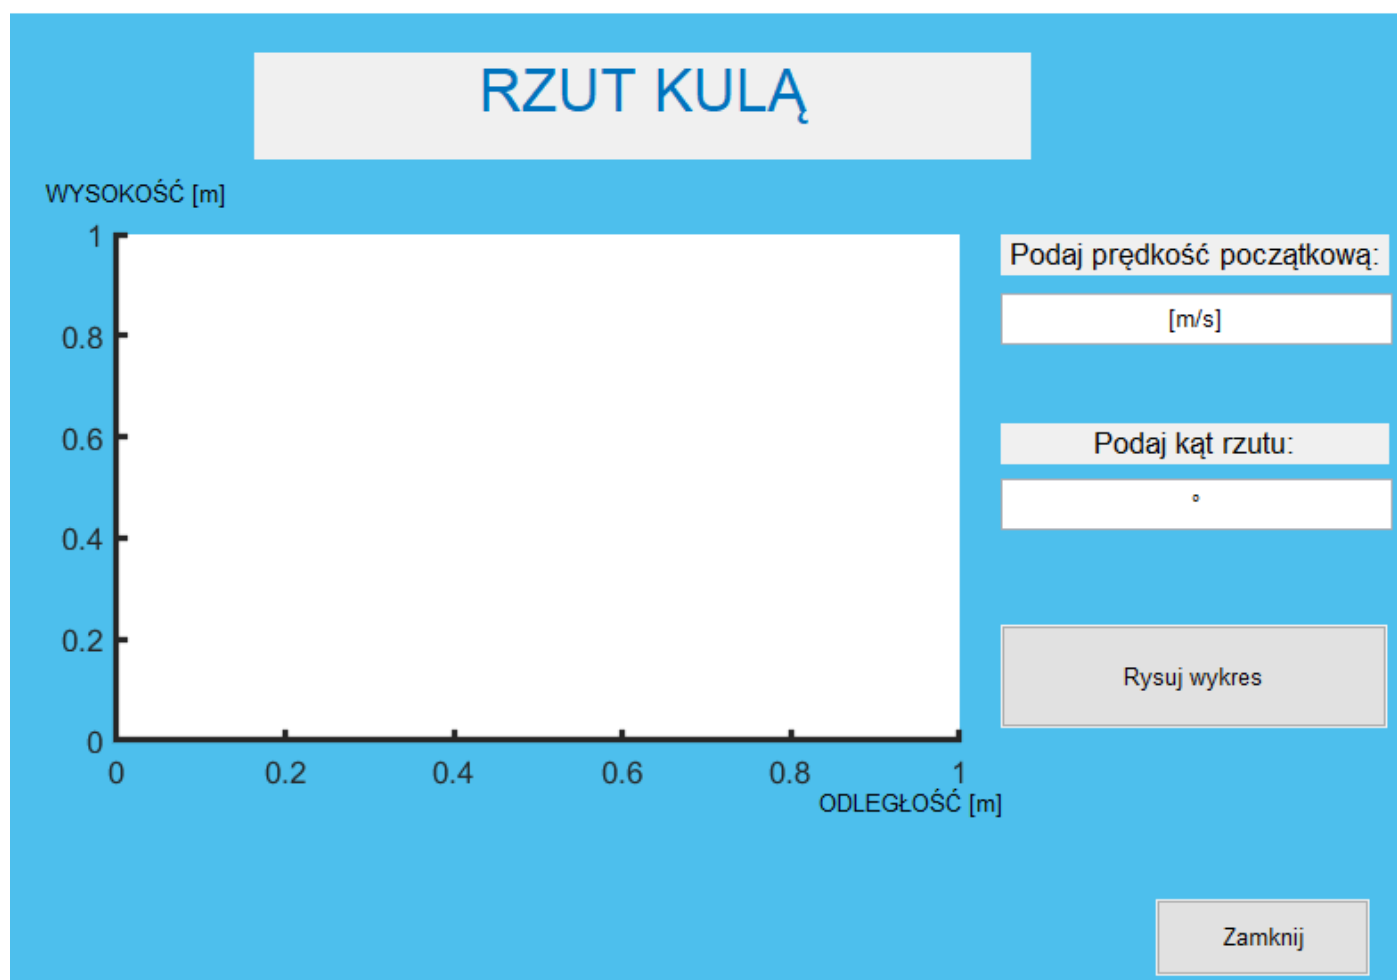 RZUT KULĄ
WYSOKOŚĆ [m]
1
0.8
0.6
0.4
0.2
0
0 0.2 0.4 0.6 0.8 1
ODLEGŁOŚĆ [m]
Podaj prędkość początkową:
[m/s]
Podaj kąt rzutu:
°
Rysuj wykres
Zamknij